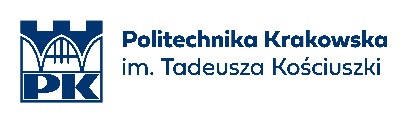 PK
Politechnika Krakowska
im. Tadeusza Kościuszki